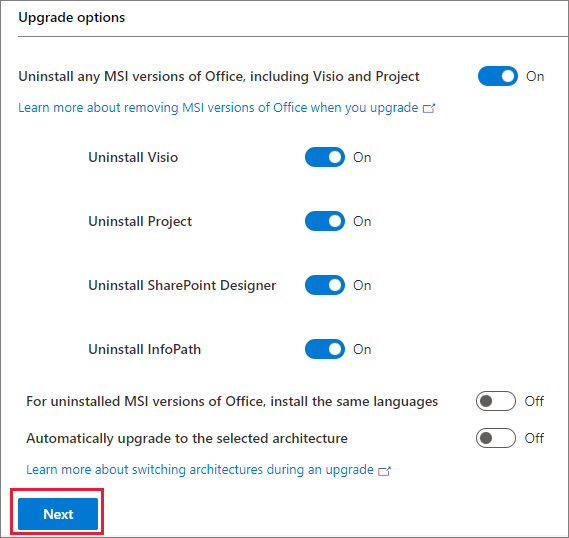 Upgrade options
Uninstall any MSI versions of Office, including Visio and Project On
Learn more about removing MSI versions of Office when you upgrade
Uninstall Visio On
Uninstall Project On
Uninstall SharePoint Designer On
Uninstall InfoPath On
For uninstalled MSI versions of Office, install the same languages Off
Automatically upgrade to the selected architecture Off
Learn more about switching architectures during an upgrade
Next